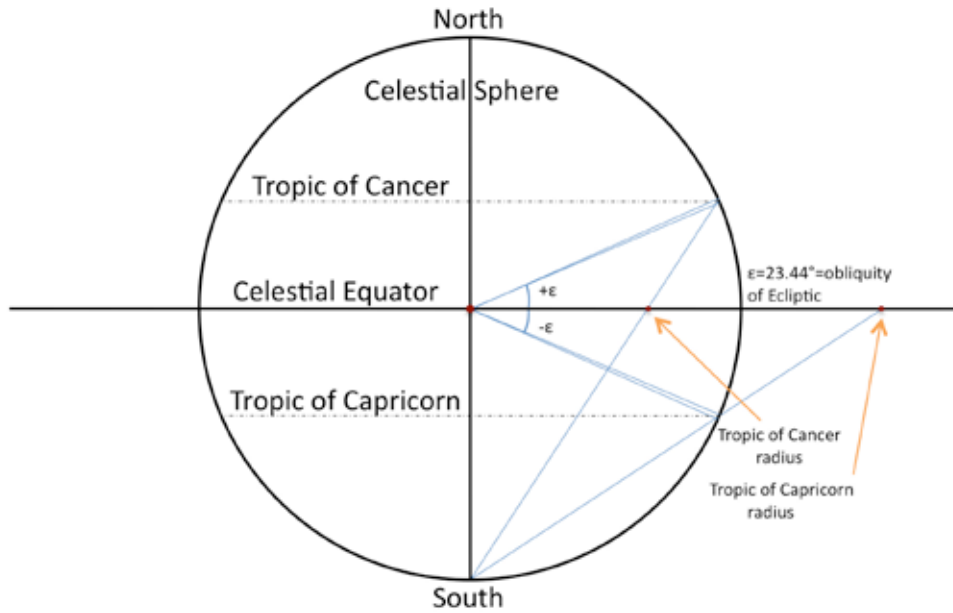 North
Celestial Sphere
Tropic of Cancer
ε=23.44°=obliquity
of Ecliptic
Celestial Equator
+ε
-ε
Tropic of Capricorn
Tropic of Cancer
radius
Tropic of Capricorn
radius
South